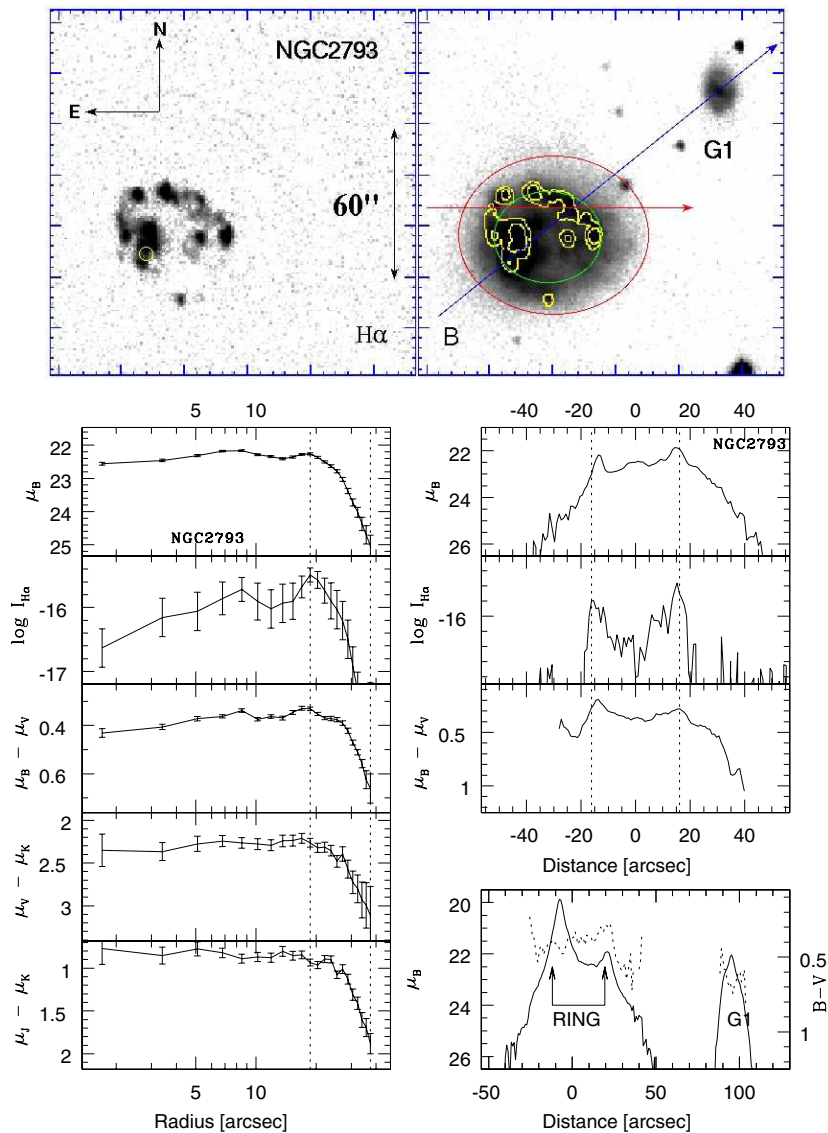 N
NGC2793
E
60"
Hα
G1
B
5 10
22
23
24
25
μB
NGC2793
-16
-17
log IHα
0.4
0.6
μB − μV
2
2.5
3
μV − μK
1
1.5
2
μJ − μK
5 10
Radius [arcsec]
-40 -20 0 20 40
NGC2793
22
24
26
μB
-16
log IHα
0.5
1
μB − μV
-40 -20 0 20 40
Distance [arcsec]
20
22
24
26
μB
RING
G1
0.5
1
B−V
-50 0 50 100
Distance [arcsec]